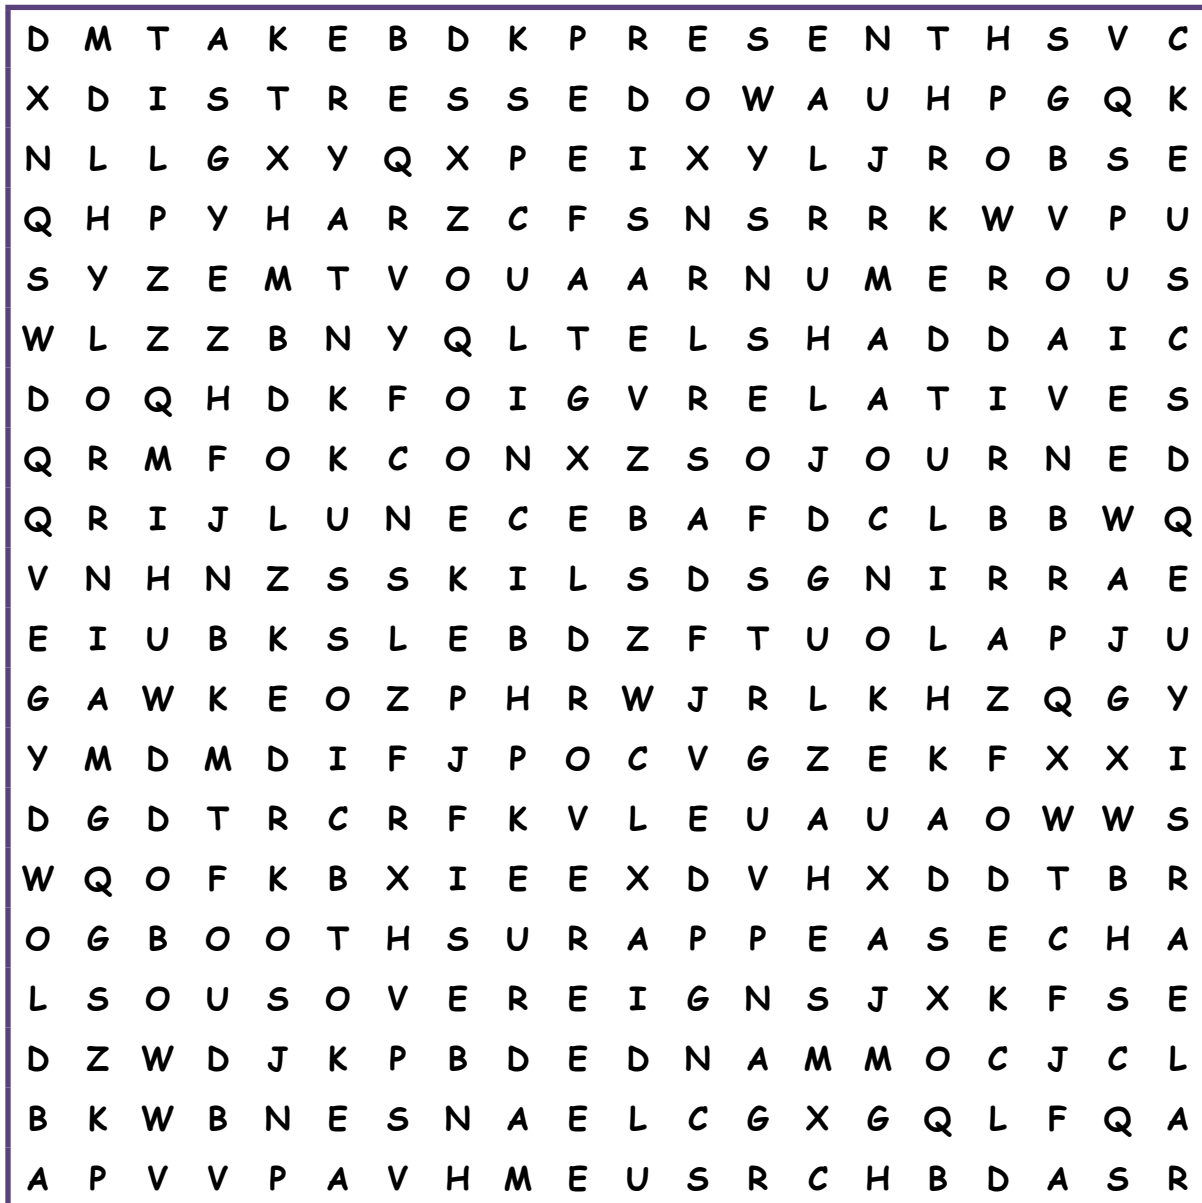 D M T A K E B D K P R E S E N T H S V C
X D I S T R E S S E D O W A U H P G Q K
N L L G X Y Q X P E I X Y L J R O B S E
Q H P Y H A R Z C F S N S R R K W V P U
S Y Z E M T V O U A A R N U M E R O U S
W L Z Z B N Y Q L T E L S H A D D A I C
D O Q H D K F O I G V R E L A T I V E S
Q R M F O K C O N X Z S O J O U R N E D
Q R I J L U N E C E B A F D C L B B W Q
V N H N Z S S K I L S D S G N I R R A E
E I U B K S L E B D Z F T U O L A P J U
G A W K E O Z P H R W J R L K H Z Q G Y
Y M D M D I F J P O C V G Z E K F X X I
D G D T R C R F K V L E U A U A O W W S
W Q O F K B X I E E X D V H X D D T B R
O G B O O T H S U R A P P E A S E C H A
L S O U S O V E R E I G N S J X K F S E
D Z W D J K P B D E D N A M M O C J C L
B K W B N E S N A E L C G X G Q L F Q A
A P V V P A V H M E U S R C H B D A S R